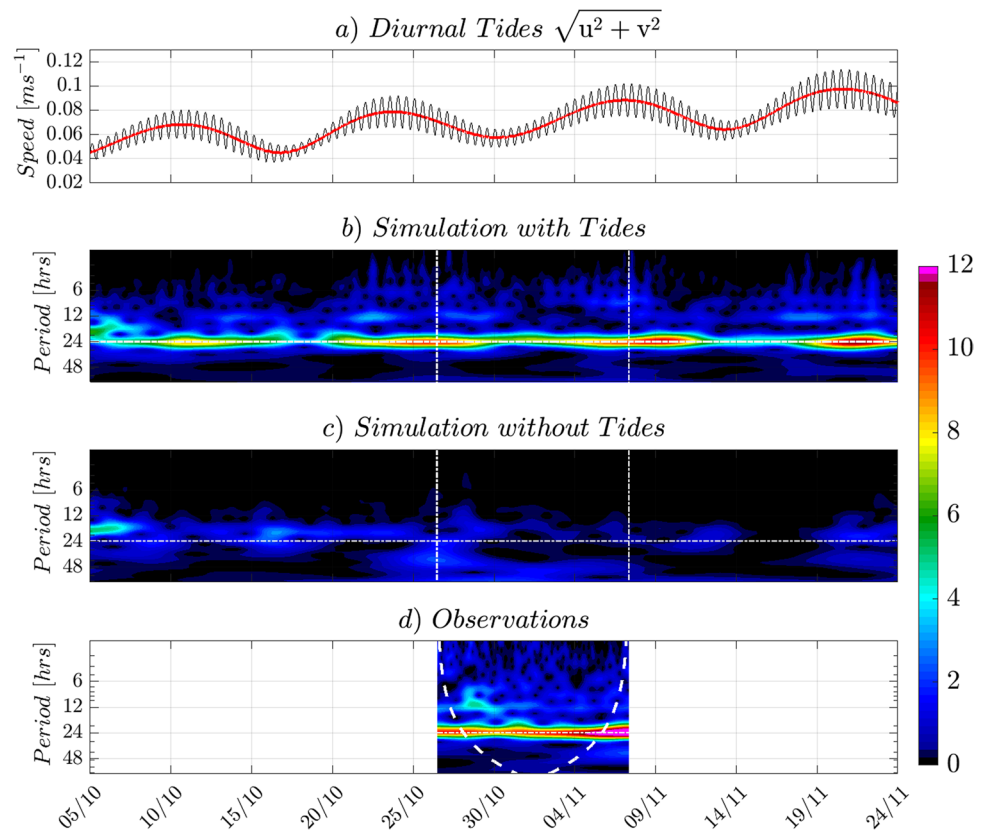 a) Diurnal Tides √u² + v²
Speed [ms⁻¹]
0.12
0.1
0.08
0.06
0.04
0.02
b) Simulation with Tides
Period [hrs]
6
12
24
48
c) Simulation without Tides
Period [hrs]
6
12
24
48
d) Observations
Period [hrs]
6
12
24
48
05/10 10/10 15/10 20/10 25/10 30/10 04/11 09/11 14/11 19/11 24/11
12
10
8
6
4
2
0